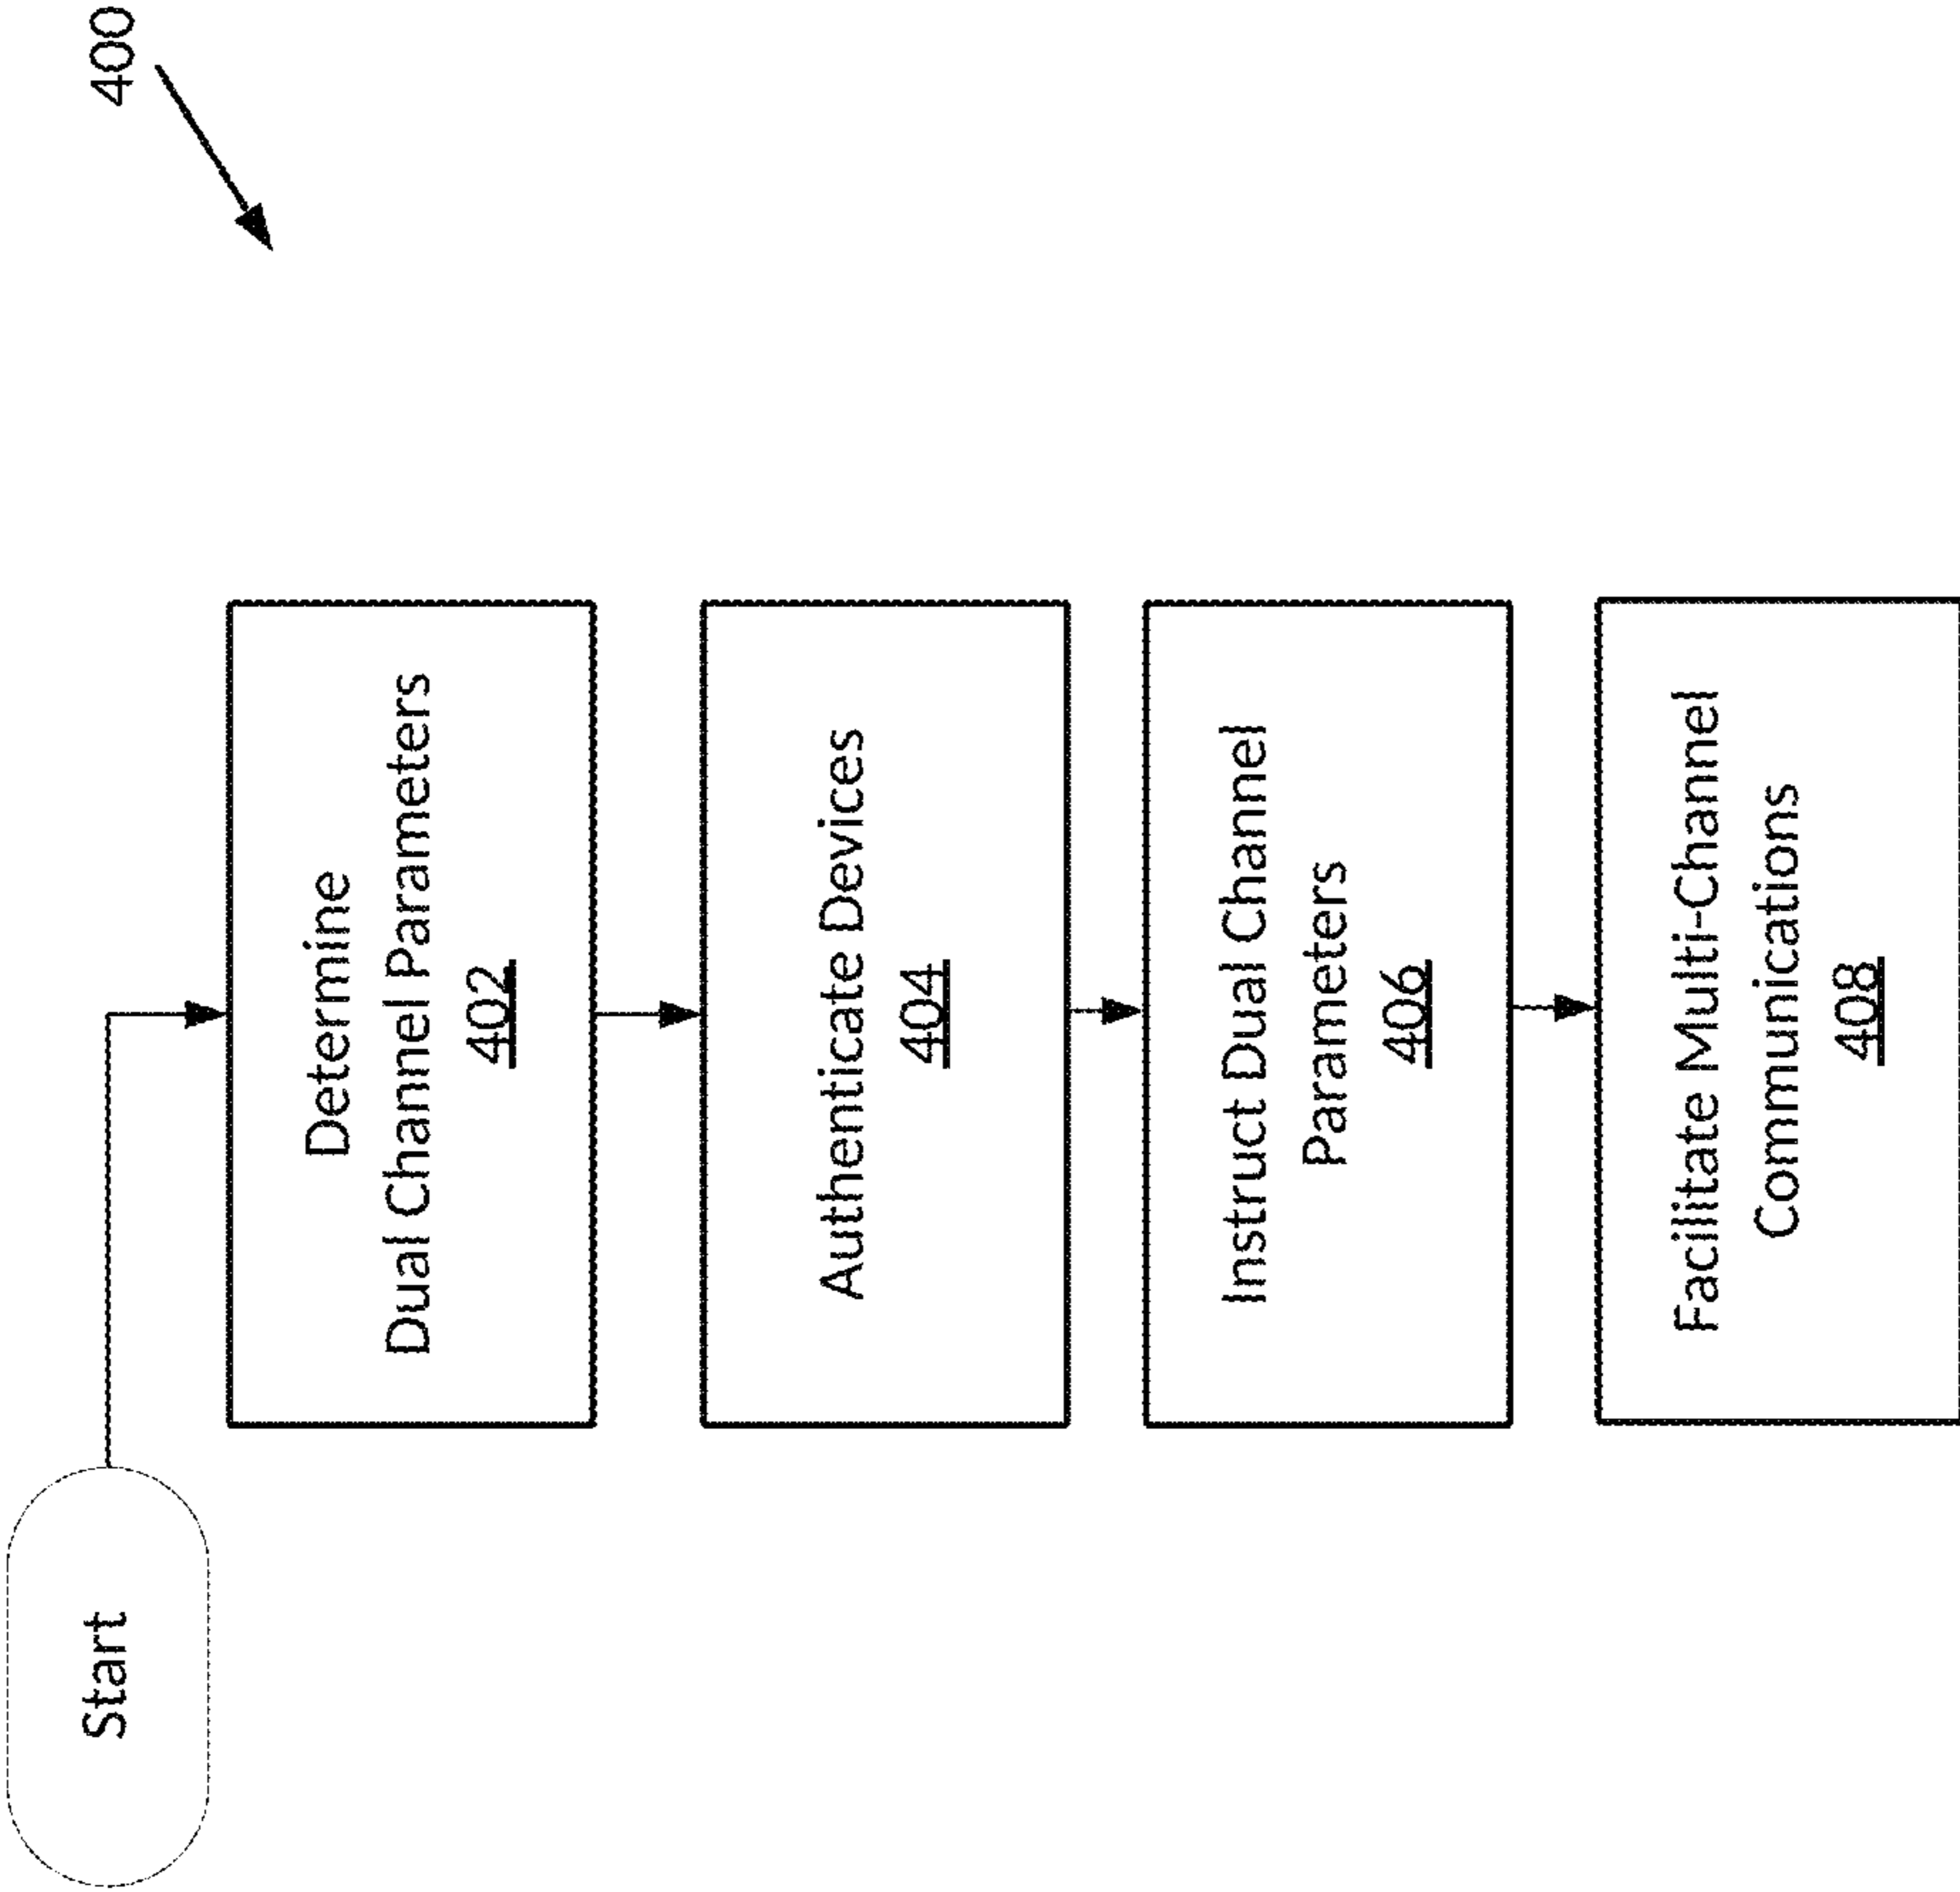 400
Start
Determine
Dual Channel Parameters
402
Authenticate Devices
404
Instruct Dual Channel
Parameters
406
Facilitate Multi-Channel
Communications
408